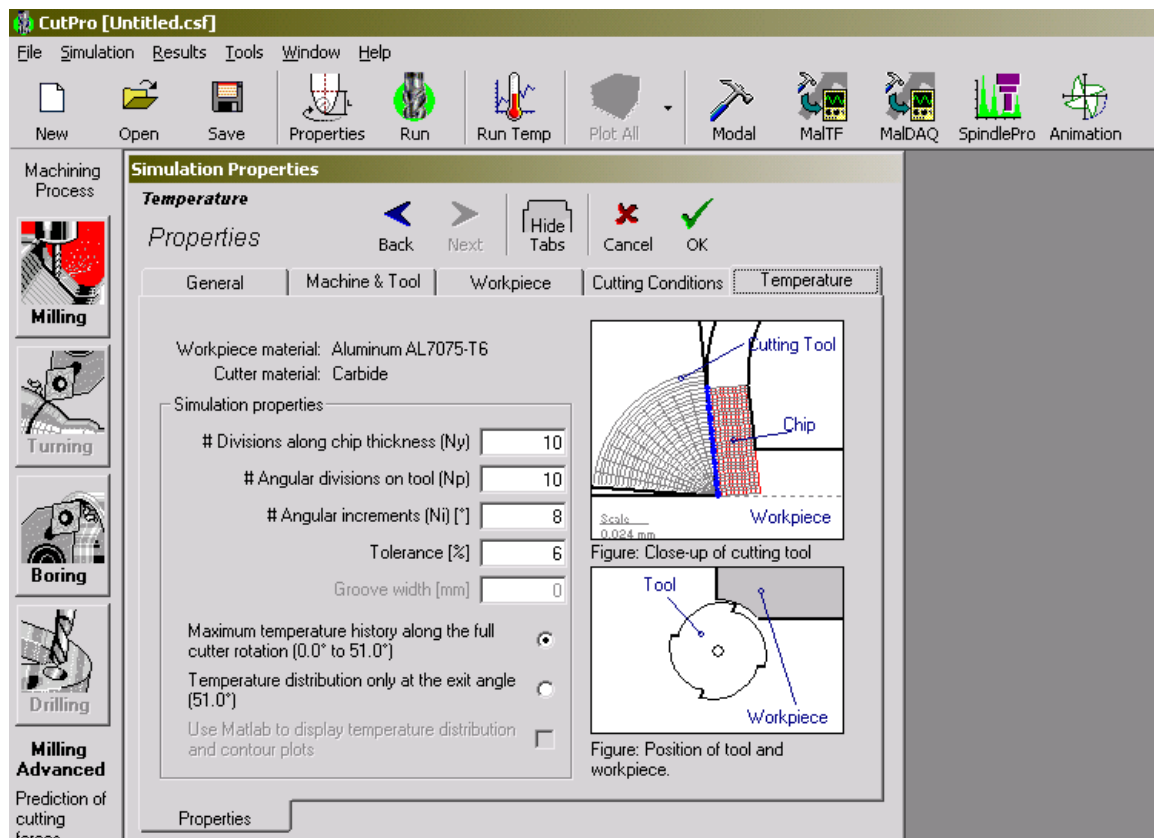 CutPro [Untitled.csf]
File Simulation Results Tools Window Help
New Open Save Properties Run Run Temp Plot All Modal MalTF MalDAQ SpindlePro Animation
Machining
Process
Milling
Turning
Boring
Drilling
Milling
Advanced
Prediction of
cutting
forces
Simulation Properties
Temperature
Properties
Back Next Hide Tabs Cancel OK
General Machine & Tool Workpiece Cutting Conditions Temperature
Workpiece material: Aluminum AL7075-T6
Cutter material: Carbide
Simulation properties
# Divisions along chip thickness (Ny) 10
# Angular divisions on tool (Np) 10
# Angular increments (Ni) [°] 8
Tolerance [%] 6
Groove width [mm] 0
Maximum temperature history along the full
cutter rotation (0.0° to 51.0°)
Temperature distribution only at the exit angle
(51.0°)
Use Matlab to display temperature distribution
and contour plots
Cutting Tool
Chip
Workpiece
Scale
0.024 mm
Figure: Close-up of cutting tool
Tool
Workpiece
Figure: Position of tool and
workpiece.
Properties